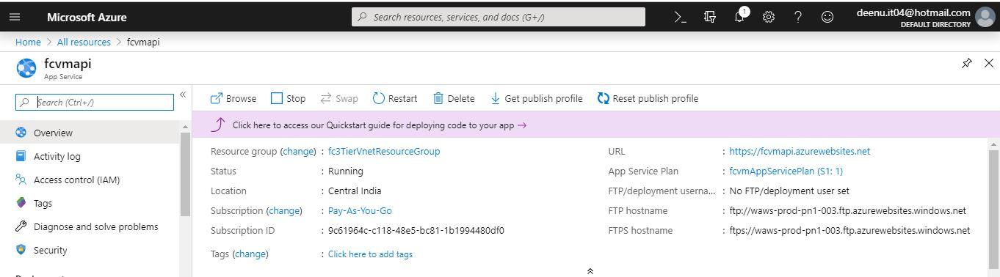 Microsoft Azure
Search resources, services, and docs (G+/)
1
deenu.it04@hotmail.com
DEFAULT DIRECTORY
Home > All resources > fcvmapi
fcvmapi
App Service
Search (Ctrl+/)
Browse Stop Swap Restart Delete Get publish profile Reset publish profile
Click here to access our Quickstart guide for deploying code to your app →
Overview
Activity log
Access control (IAM)
Tags
Diagnose and solve problems
Security
Resource group (change) : fc3TierVnetResourceGroup
Status : Running
Location : Central India
Subscription (change) : Pay-As-You-Go
Subscription ID : 9c61964c-c118-48e5-bc81-1b1994480df0
Tags (change) : Click here to add tags
URL : https://fcvmapi.azurewebsites.net
App Service Plan : fcvmAppServicePlan (S1: 1)
FTP/deployment userna... : No FTP/deployment user set
FTP hostname : ftp://waws-prod-pn1-003.ftp.azurewebsites.windows.net
FTPS hostname : ftps://waws-prod-pn1-003.ftp.azurewebsites.windows.net